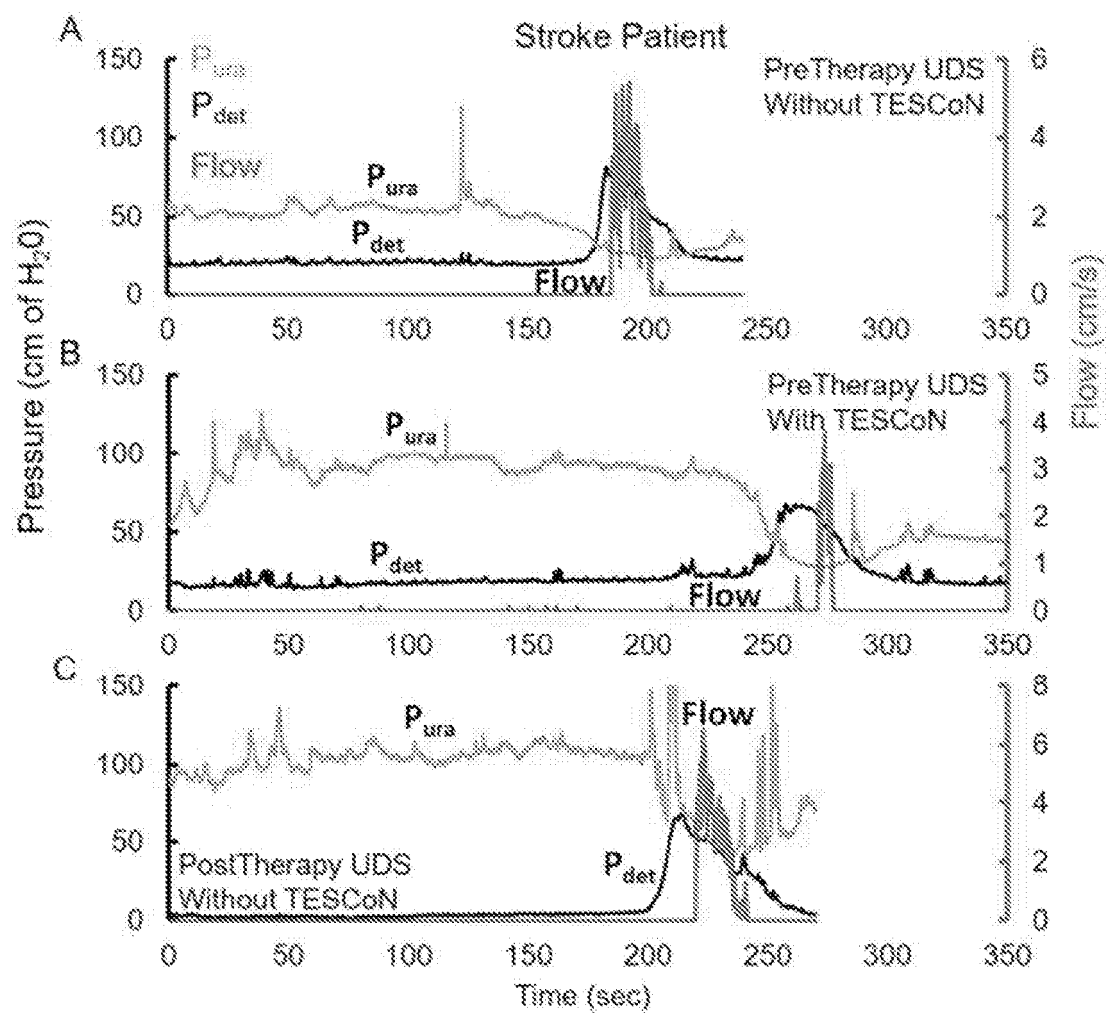 A
Stroke Patient
150
100
50
0
P_ura
P_det
Flow
P_ura
P_det
Flow
PreTherapy UDS
Without TESCoN
6
4
2
0
0 50 100 150 200 250 300 350
Pressure (cm of H₂0)
Flow (cm/s)
B
150
100
50
0
P_ura
P_det
Flow
PreTherapy UDS
With TESCoN
5
4
3
2
1
0
0 50 100 150 200 250 300 350
C
150
100
50
0
P_ura
Flow
P_det
PostTherapy UDS
Without TESCoN
8
6
4
2
0
0 50 100 150 200 250 300 350
Time (sec)